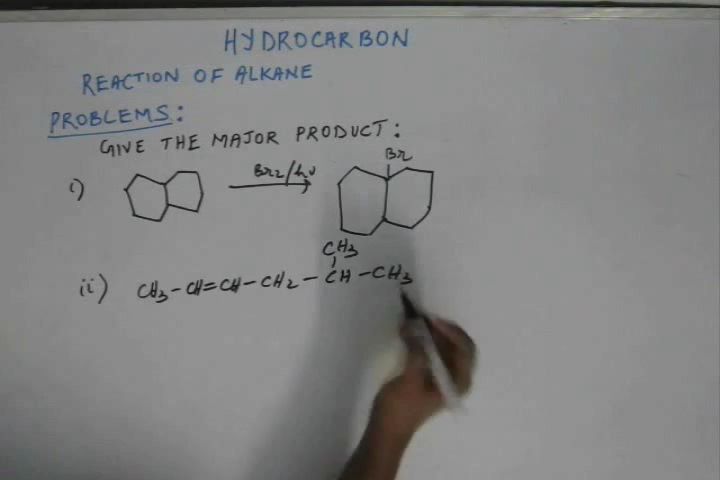 HYDROCARBON
REACTION OF ALKANE
PROBLEMS:
GIVE THE MAJOR PRODUCT:
i) Br2/hν Br
CH3
ii) CH3-CH=CH-CH2-CH-CH3